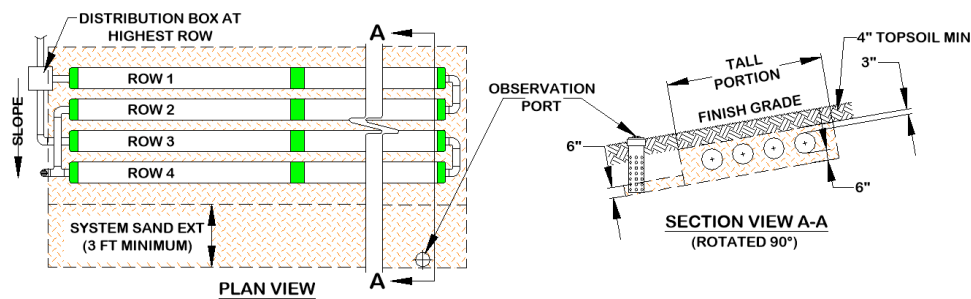 DISTRIBUTION BOX AT
HIGHEST ROW
A
ROW 1
ROW 2
ROW 3
ROW 4
SLOPE
SYSTEM SAND EXT
(3 FT MINIMUM)
A
PLAN VIEW
OBSERVATION
PORT
4" TOPSOIL MIN
3"
TALL
PORTION
FINISH GRADE
6"
6"
SECTION VIEW A-A
(ROTATED 90°)